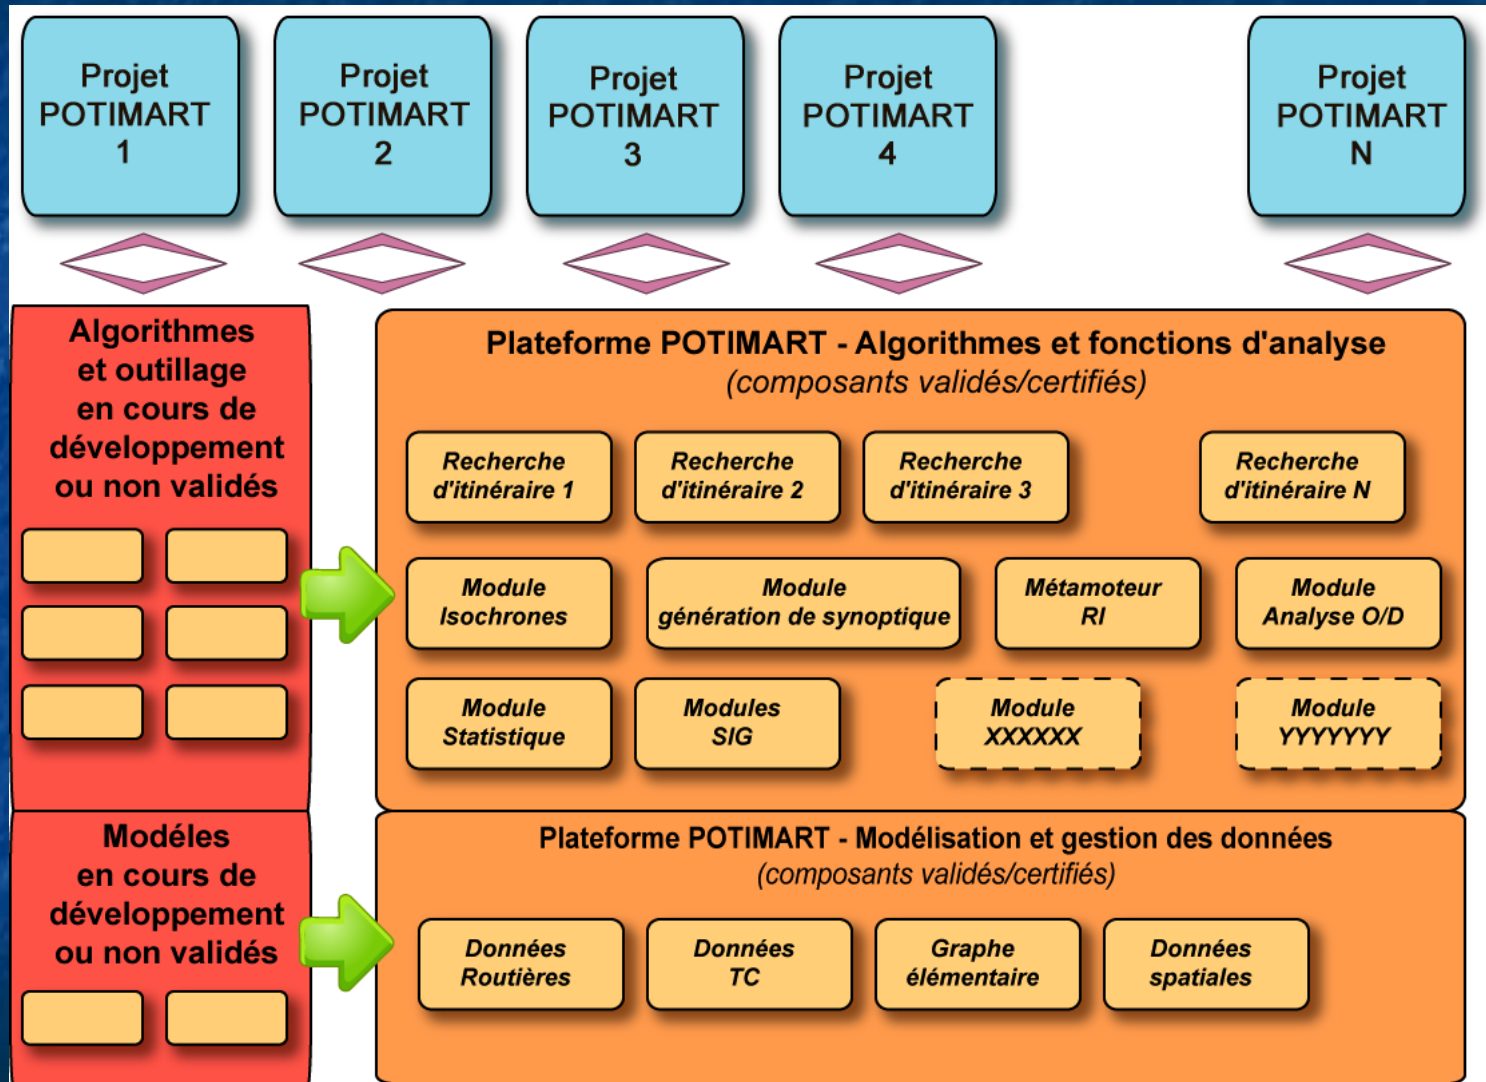 Projet
POTIMART
1
Projet
POTIMART
2
Projet
POTIMART
3
Projet
POTIMART
4
Projet
POTIMART
N
Algorithmes
et outillage
en cours de
développement
ou non validés
Plateforme POTIMART - Algorithmes et fonctions d'analyse
(composants validés/certifiés)
Recherche
d'itinéraire 1
Recherche
d'itinéraire 2
Recherche
d'itinéraire 3
Recherche
d'itinéraire N
Module
Isochrones
Module
génération de synoptique
Métamoteur
RI
Module
Analyse O/D
Module
Statistique
Modules
SIG
Module
XXXXXX
Module
YYYYYYY
Modéles
en cours de
développement
ou non validés
Plateforme POTIMART - Modélisation et gestion des données
(composants validés/certifiés)
Données
Routières
Données
TC
Graphe
élémentaire
Données
spatiales